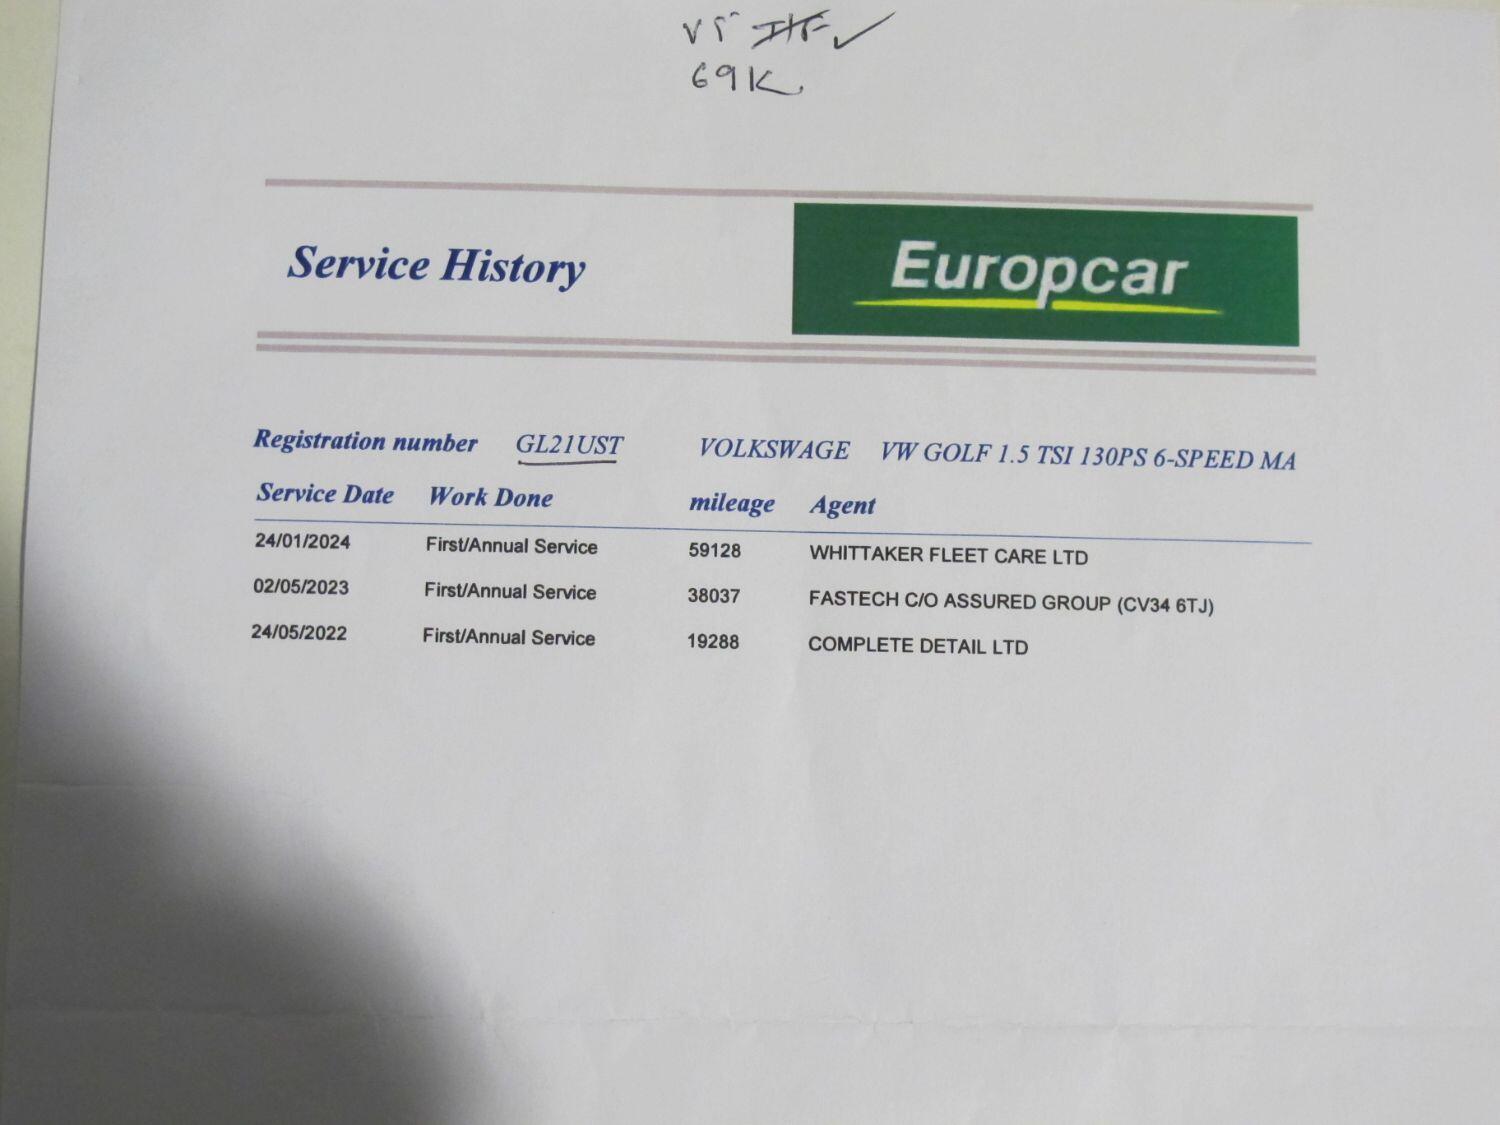 69K
Service History
Europcar
Registration number GL21UST VOLKSWAGE VW GOLF 1.5 TSI 130PS 6-SPEED MA
Service Date Work Done mileage Agent
24/01/2024 First/Annual Service 59128 WHITTAKER FLEET CARE LTD
02/05/2023 First/Annual Service 38037 FASTECH C/O ASSURED GROUP (CV34 6TJ)
24/05/2022 First/Annual Service 19288 COMPLETE DETAIL LTD